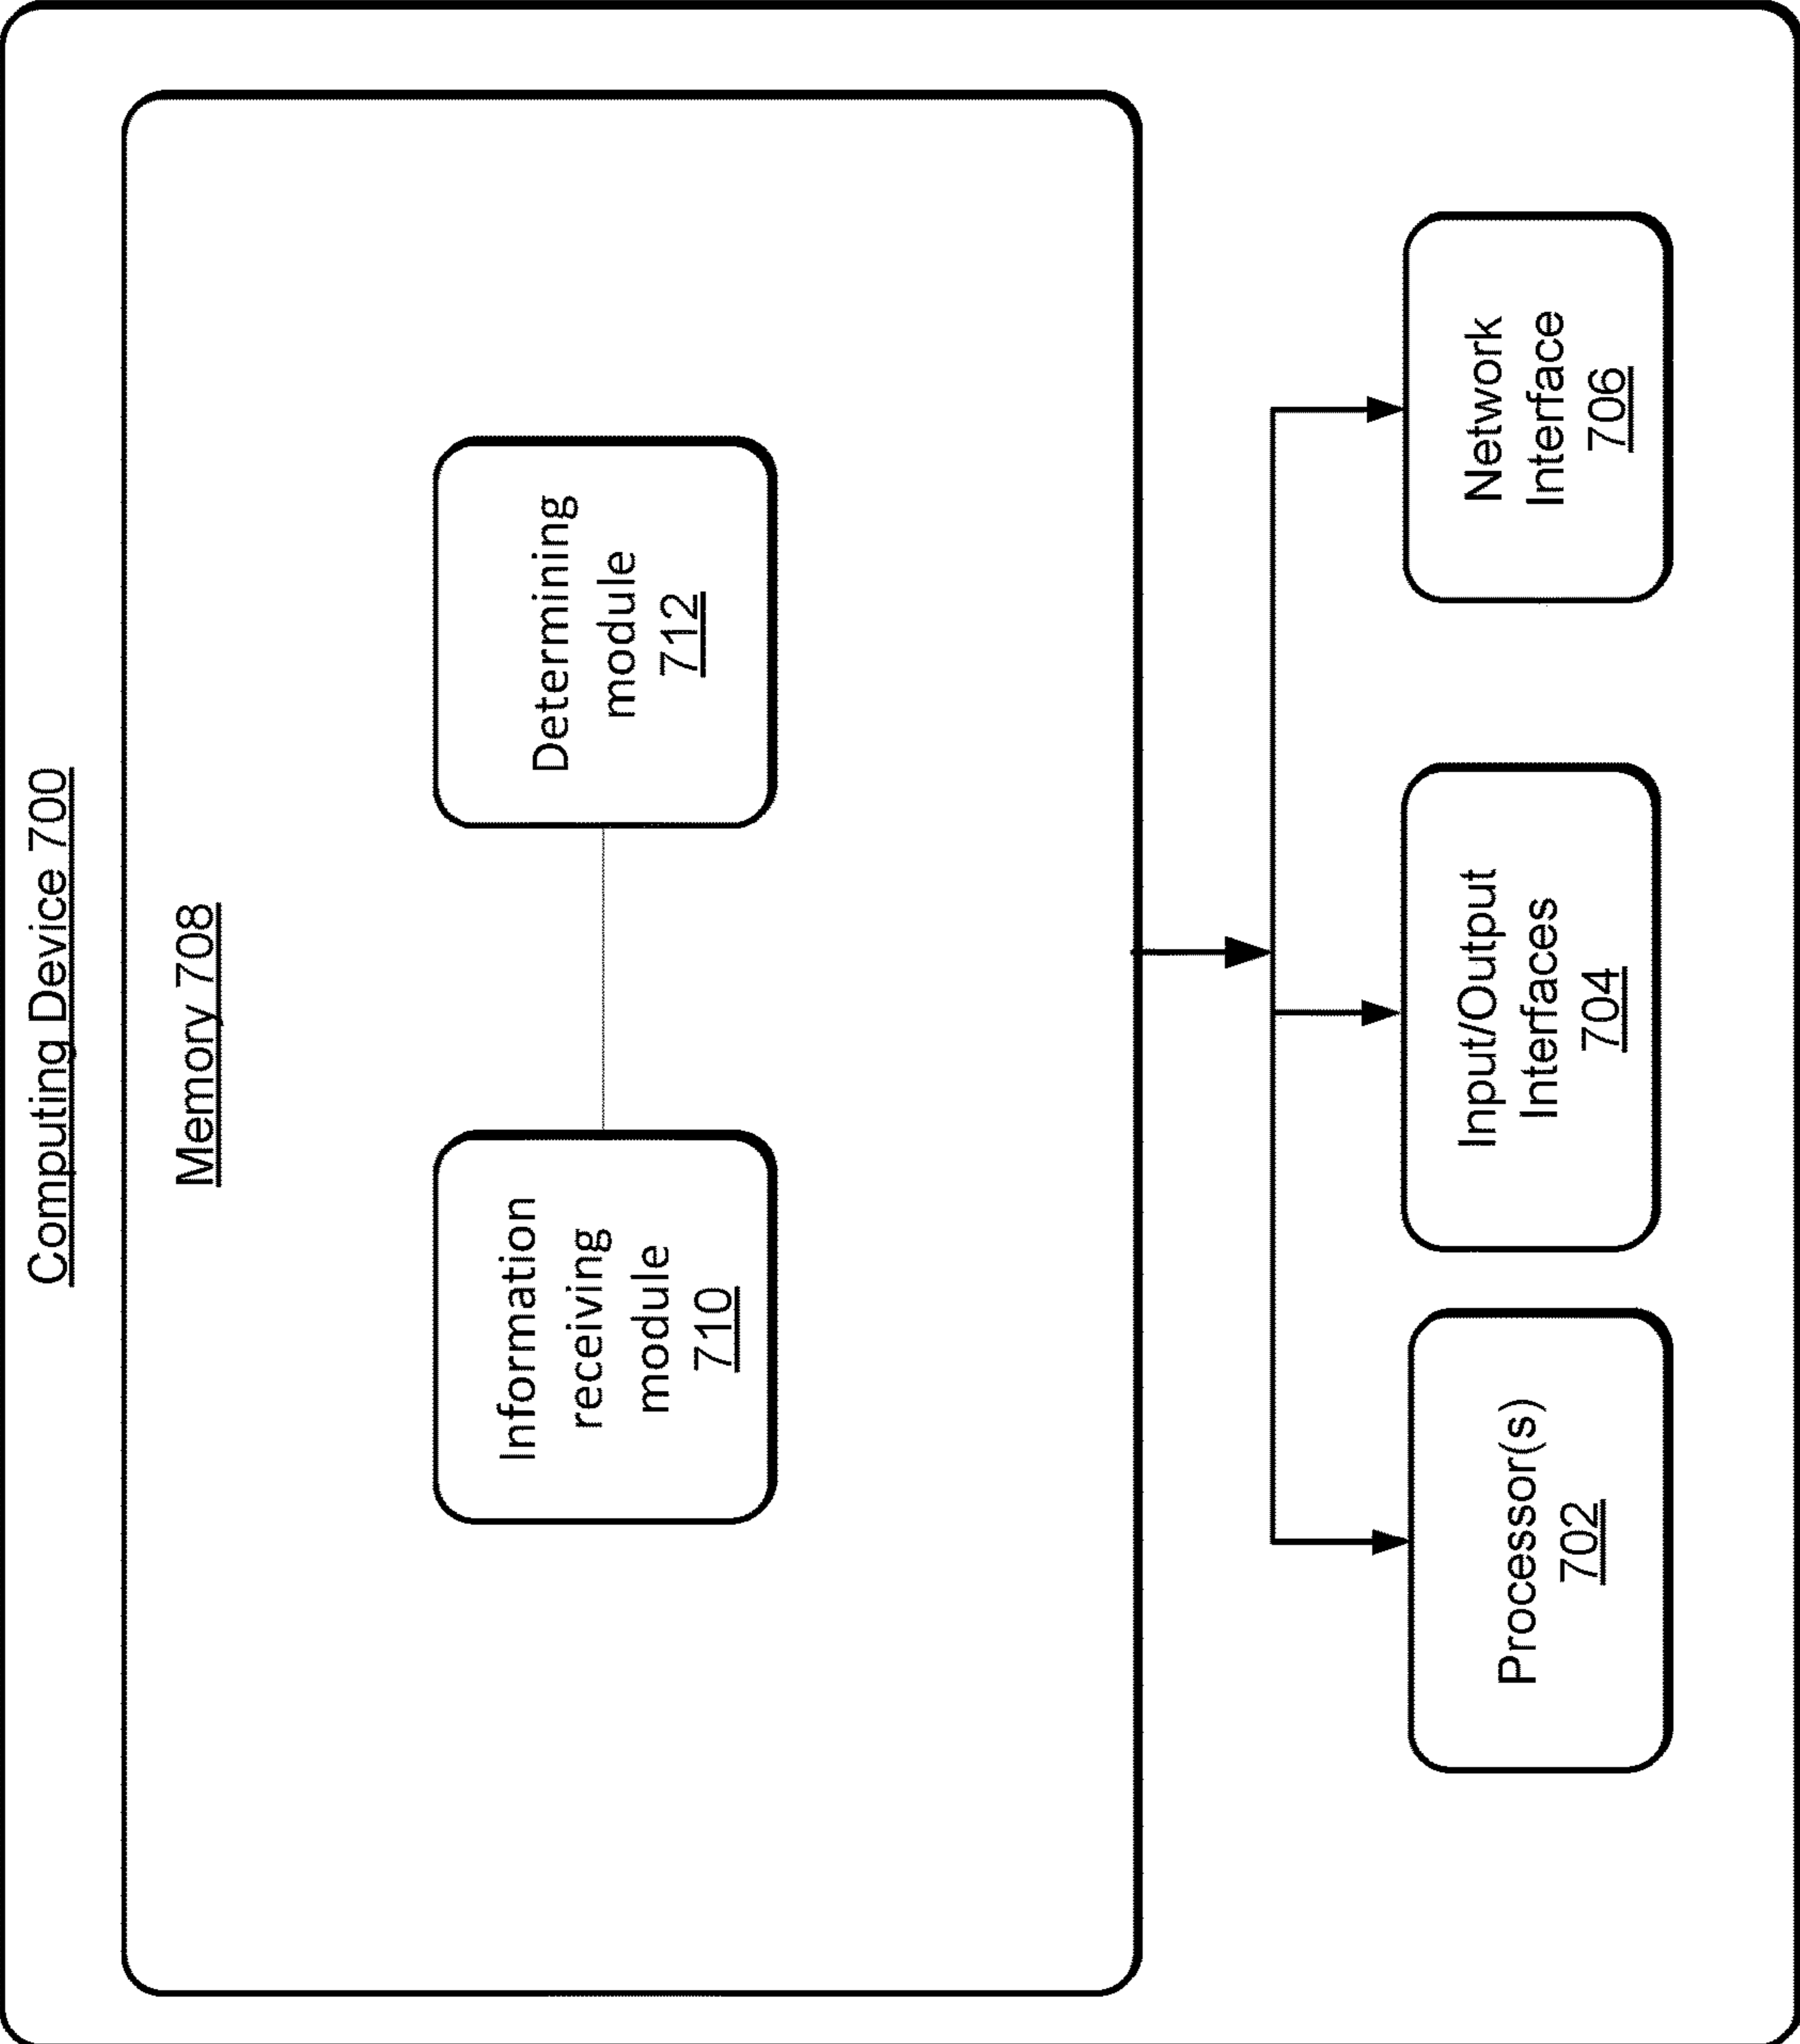 Computing Device 700
Memory 708
Information
receiving
module
710
Determining
module
712
Processor(s)
702
Input/Output
Interfaces
704
Network
Interface
706